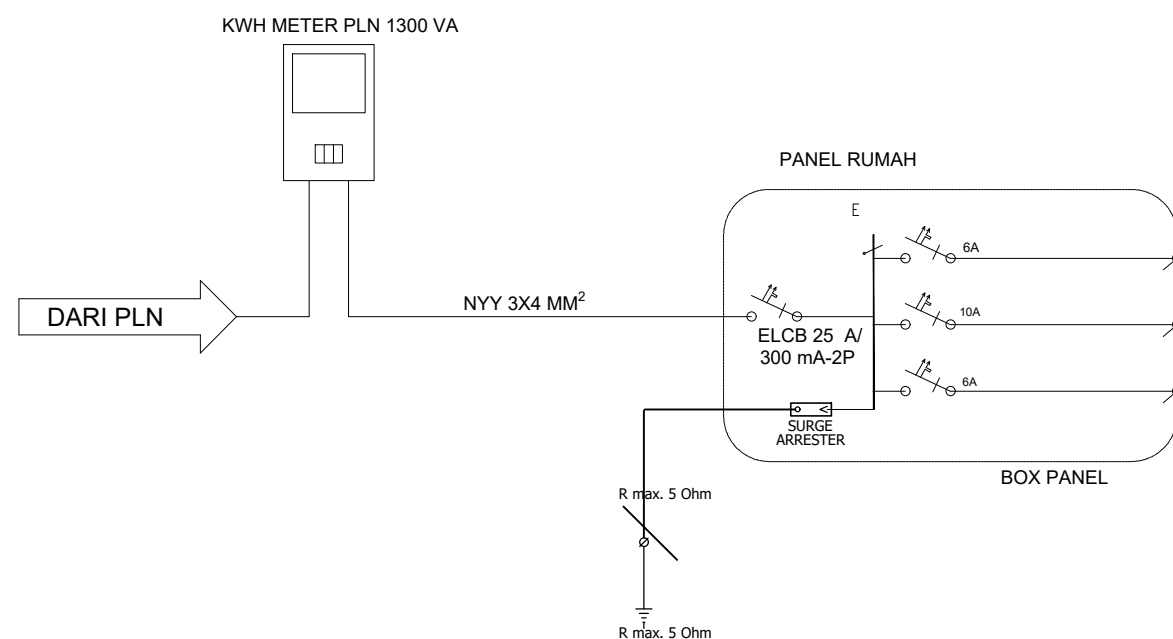 KWH METER PLN 1300 VA
PANEL RUMAH
E
6A
DARI PLN
NYY 3X4 MM²
10A
ELCB 25 A/
300 mA-2P
6A
SURGE
ARRESTER
BOX PANEL
R max. 5 Ohm
R max. 5 Ohm